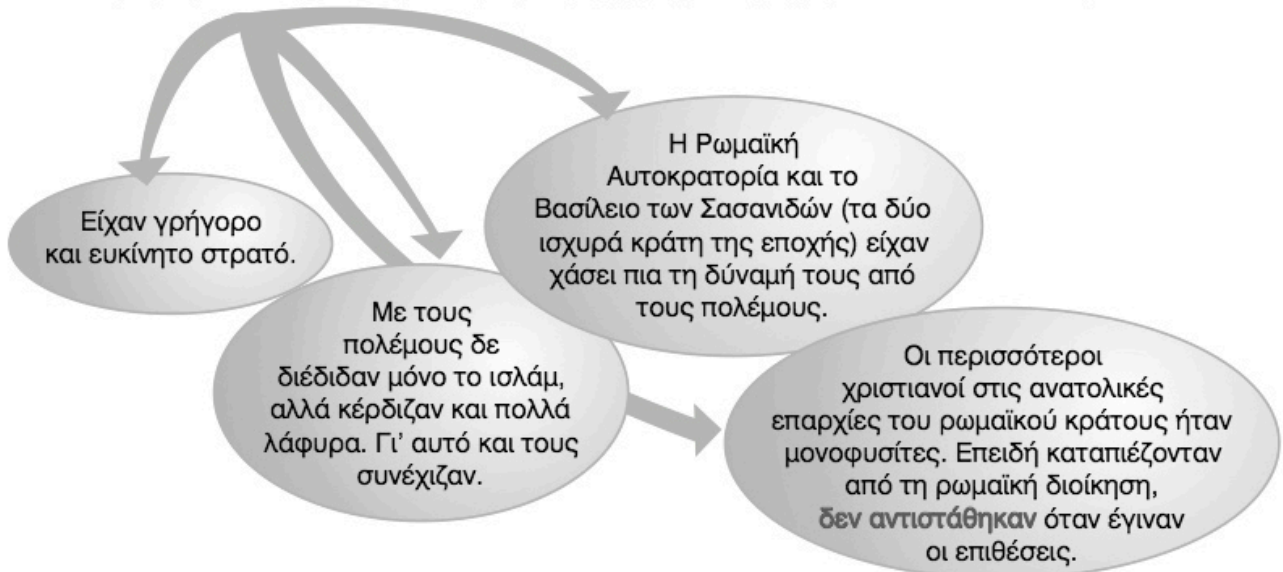 Είχαν γρήγορο
και ευκίνητο στρατό.
Με τους
πολέμους δε
διέδιδαν μόνο το ισλάμ,
αλλά κέρδιζαν και πολλά
λάφυρα. Γι' αυτό και τους
συνέχιζαν.
Η Ρωμαϊκή
Αυτοκρατορία και το
Βασίλειο των Σασανιδών (τα δύο
ισχυρά κράτη της εποχής) είχαν
χάσει πια τη δύναμή τους από
τους πολέμους.
Οι περισσότεροι
χριστιανοί στις ανατολικές
επαρχίες του ρωμαϊκού κράτους ήταν
μονοφυσίτες. Επειδή καταπιέζονταν
από τη ρωμαϊκή διοίκηση,
δεν αντιστάθηκαν όταν έγιναν
οι επιθέσεις.